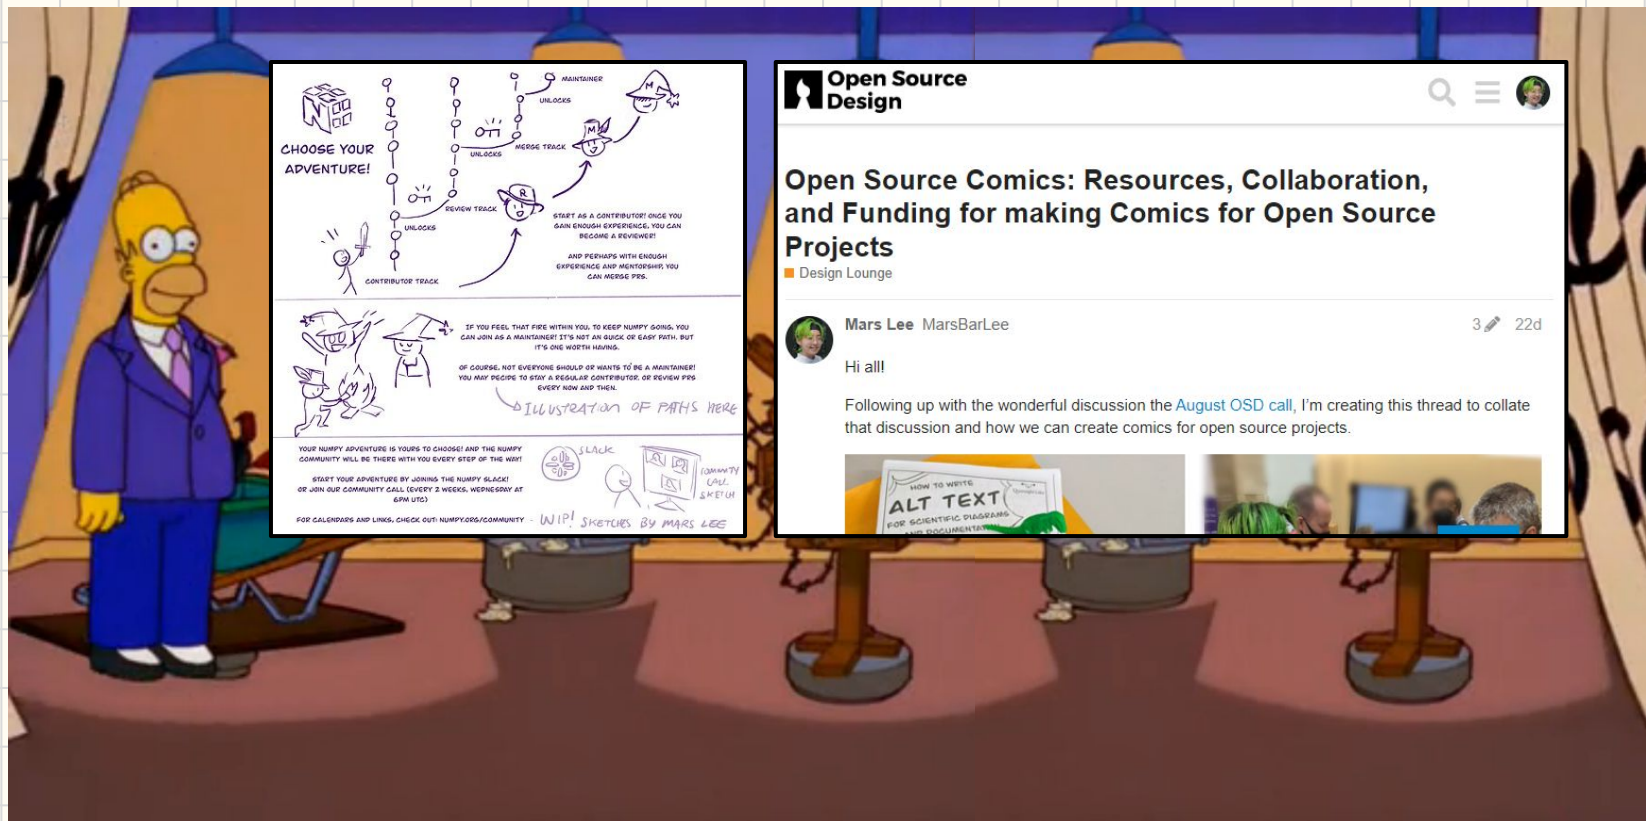 CHOOSE YOUR
ADVENTURE!
MAINTAINER
UNLOCKS
MERGE TRACK
UNLOCKS
REVIEW TRACK
UNLOCKS
CONTRIBUTOR TRACK
M
M
R
N
START AS A CONTRIBUTOR! ONCE YOU
GAIN ENOUGH EXPERIENCE, YOU CAN
BECOME A REVIEWER!
AND PERHAPS WITH ENOUGH
EXPERIENCE AND MENTORSHIP, YOU
CAN MERGE PRS.
IF YOU FEEL THAT FIRE WITHIN YOU, TO KEEP NUMPY GOING, YOU
CAN JOIN AS A MAINTAINER! IT'S NOT AN QUICK OR EASY PATH, BUT
IT'S ONE WORTH HAVING.
OF COURSE, NOT EVERYONE SHOULD OR WANTS TO BE A MAINTAINER!
YOU MAY DECIDE TO STAY A REGULAR CONTRIBUTOR, OR REVIEW PRS
EVERY NOW AND THEN.
ILLUSTRATION OF PATHS HERE
YOUR NUMPY ADVENTURE IS YOURS TO CHOOSE! AND THE NUMPY
COMMUNITY WILL BE THERE WITH YOU EVERY STEP OF THE WAY!
START YOUR ADVENTURE BY JOINING THE NUMPY SLACK!
OR JOIN OUR COMMUNITY CALL (EVERY 2 WEEKS, WEDNESDAY AT
6PM UTC)
FOR CALENDARS AND LINKS, CHECK OUT: NUMPY.ORG/COMMUNITY
SLACK
COMMUNITY
CALL
SKETCH
- WIP! SKETCHES BY MARS LEE
Open Source
Design
Open Source Comics: Resources, Collaboration,
and Funding for making Comics for Open Source
Projects
Design Lounge
Mars Lee MarsBarLee 3 22d
Hi all!
Following up with the wonderful discussion the August OSD call, I'm creating this thread to collate
that discussion and how we can create comics for open source projects.
HOW TO WRITE
ALT TEXT
FOR SCIENTIFIC DIAGRAMS
AND DOCUMENTAT